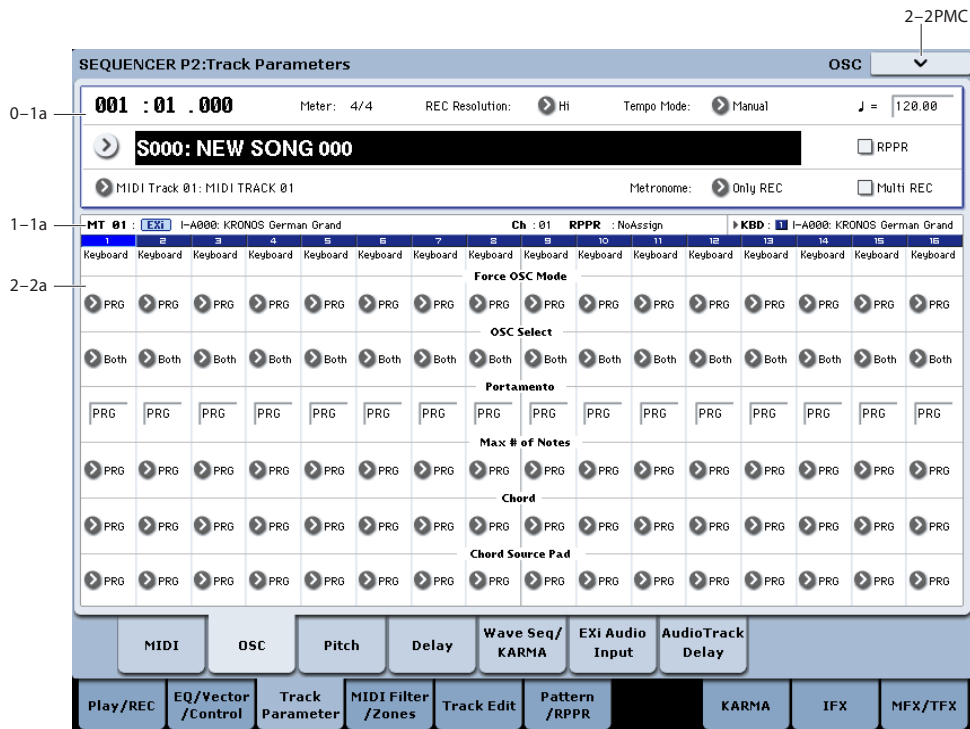 2–2PMC
SEQUENCER P2:Track Parameters OSC
0–1a
001 :01 .000 Meter: 4/4 REC Resolution: Hi Tempo Mode: Manual ♩ = 120.00
S000: NEW SONG 000 RPPR
MIDI Track 01: MIDI TRACK 01 Metronome: Only REC Multi REC
1–1a
MT 01 : EXi I-A000: KRONOS German Grand Ch : 01 RPPR : NoAssign KBD : 1 I-A000: KRONOS German Grand
1 2 3 4 5 6 7 8 9 10 11 12 13 14 15 16
Keyboard Keyboard Keyboard Keyboard Keyboard Keyboard Keyboard Keyboard Keyboard Keyboard Keyboard Keyboard Keyboard Keyboard Keyboard Keyboard
2–2a
Force OSC Mode
PRG PRG PRG PRG PRG PRG PRG PRG PRG PRG PRG PRG PRG PRG PRG PRG
OSC Select
Both Both Both Both Both Both Both Both Both Both Both Both Both Both Both Both
Portamento
PRG PRG PRG PRG PRG PRG PRG PRG PRG PRG PRG PRG PRG PRG PRG PRG
Max # of Notes
PRG PRG PRG PRG PRG PRG PRG PRG PRG PRG PRG PRG PRG PRG PRG PRG
Chord
PRG PRG PRG PRG PRG PRG PRG PRG PRG PRG PRG PRG PRG PRG PRG PRG
Chord Source Pad
PRG PRG PRG PRG PRG PRG PRG PRG PRG PRG PRG PRG PRG PRG PRG PRG
MIDI OSC Pitch Delay Wave Seq/ KARMA EXi Audio Input AudioTrack Delay
Play/REC EQ/Vector /Control Track Parameter MIDI Filter /Zones Track Edit Pattern /RPPR KARMA IFX MFX/TFX